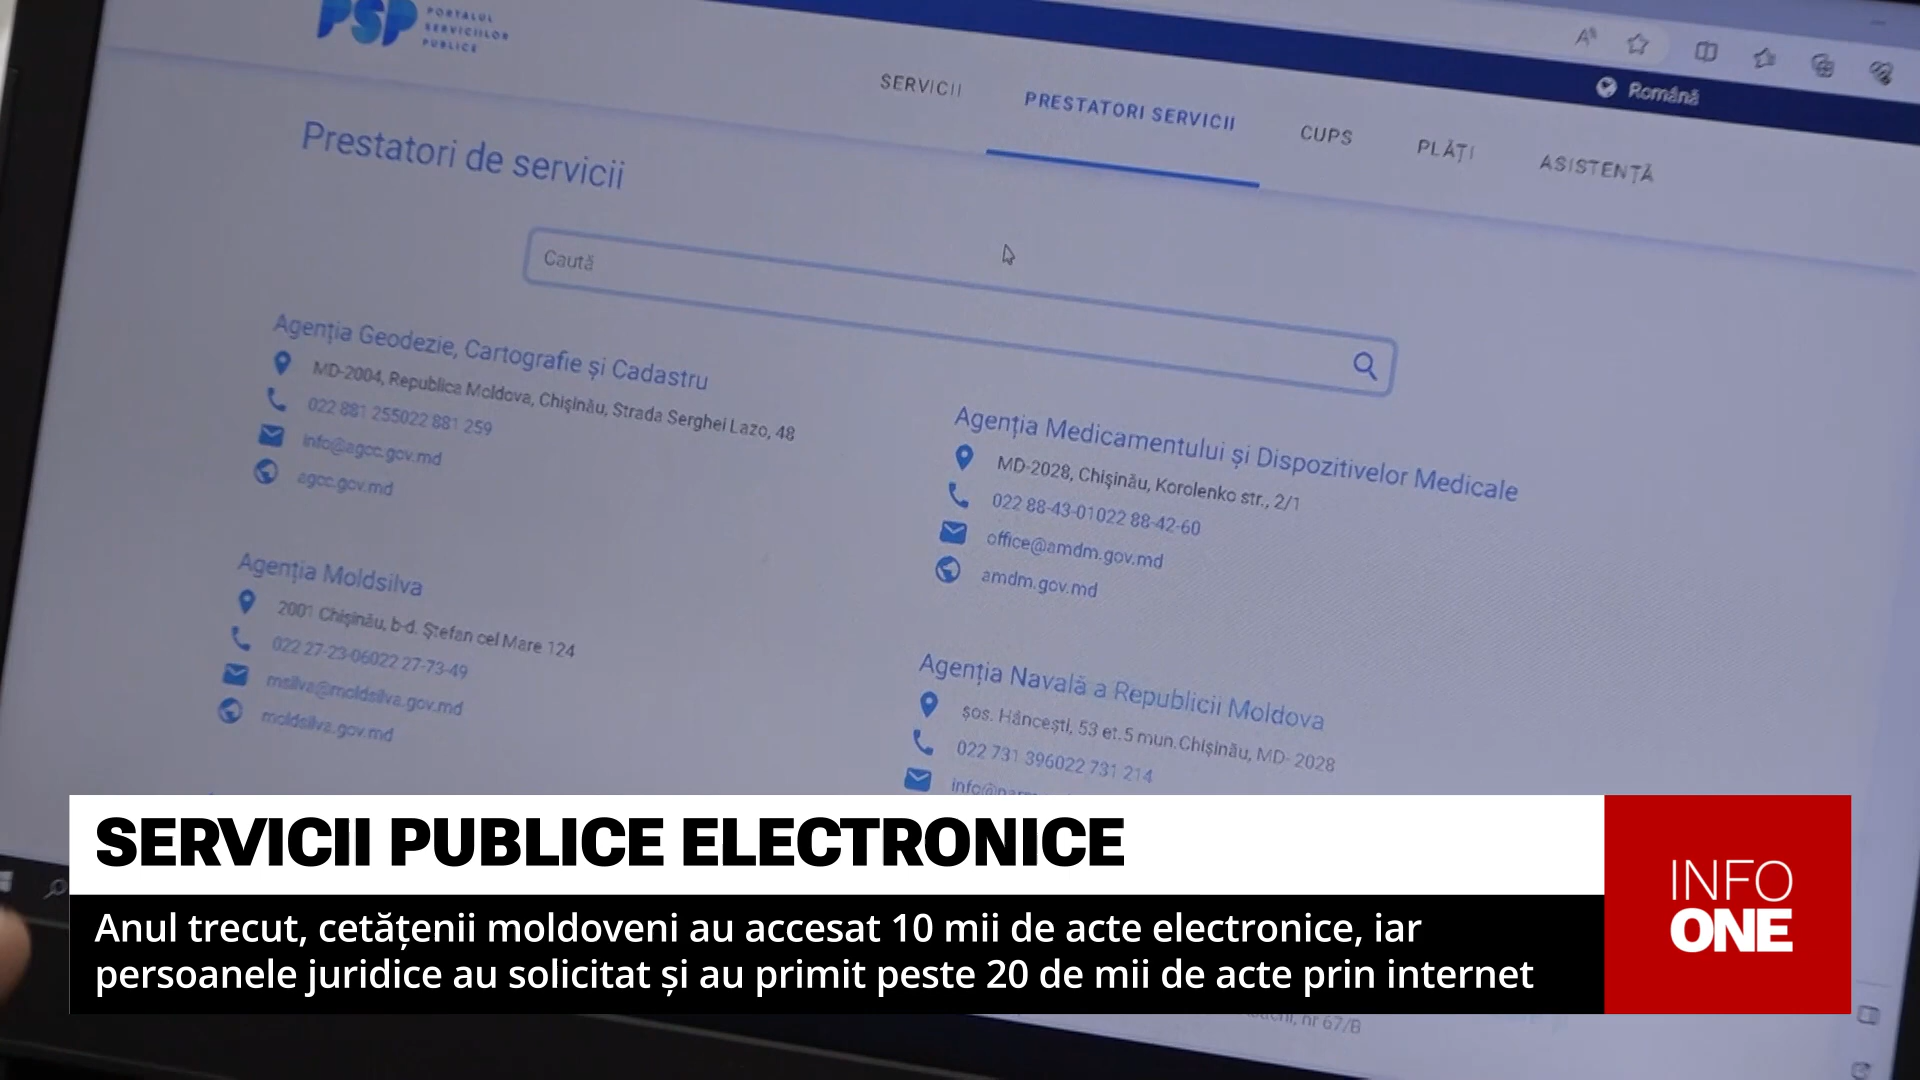 PSP PORTALUL
SERVICIILOR
PUBLICE
Română
SERVICII
PRESTATORI SERVICII
CUPS
PLĂȚI
ASISTENȚĂ
Prestatori de servicii
Caută
Agenția Geodezie, Cartografie și Cadastru
MD-2004, Republica Moldova, Chișinău, Strada Serghei Lazo, 48
022 881 255022 881 259
info@agcc.gov.md
agcc.gov.md
Agenția Medicamentului și Dispozitivelor Medicale
MD-2028, Chișinău, Korolenko str., 2/1
022 88-43-01022 88-42-60
office@amdm.gov.md
amdm.gov.md
Agenția Moldsilva
2001 Chișinău, b-d. Ștefan cel Mare 124
022 27-23-06022 27-73-49
msilva@moldsilva.gov.md
moldsilva.gov.md
Agenția Navală a Republicii Moldova
șos. Hâncești, 53 et.5 mun.Chișinău, MD- 2028
022 731 396022 731 214
SERVICII PUBLICE ELECTRONICE
Anul trecut, cetățenii moldoveni au accesat 10 mii de acte electronice, iar
persoanele juridice au solicitat și au primit peste 20 de mii de acte prin internet
INFO
ONE
nr 67/B